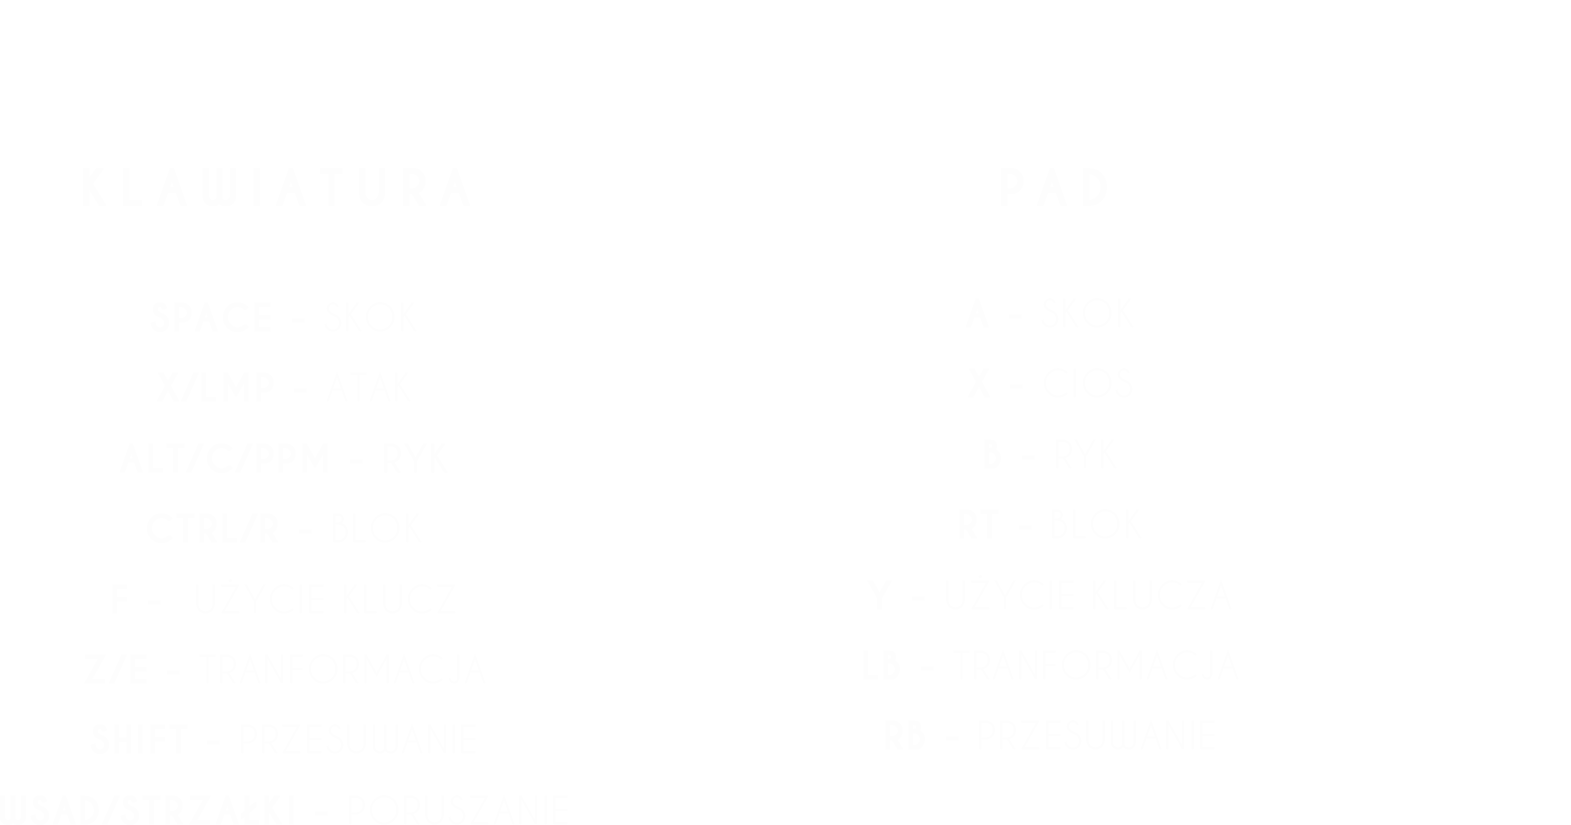 KLAWIATURA
SPACE - SKOK
X/LMP - ATAK
ALT/C/PPM - RYK
CTRL/R - BLOK
F - UŻYCIE KLUCZ
Z/E - TRANFORMACJA
SHIFT - PRZESUWANIE
WSAD/STRZAŁKI - PORUSZANIE
PAD
A - SKOK
X - CIOS
B - RYK
RT - BLOK
Y - UŻYCIE KLUCZA
LB - TRANFORMACJA
RB - PRZESUWANIE